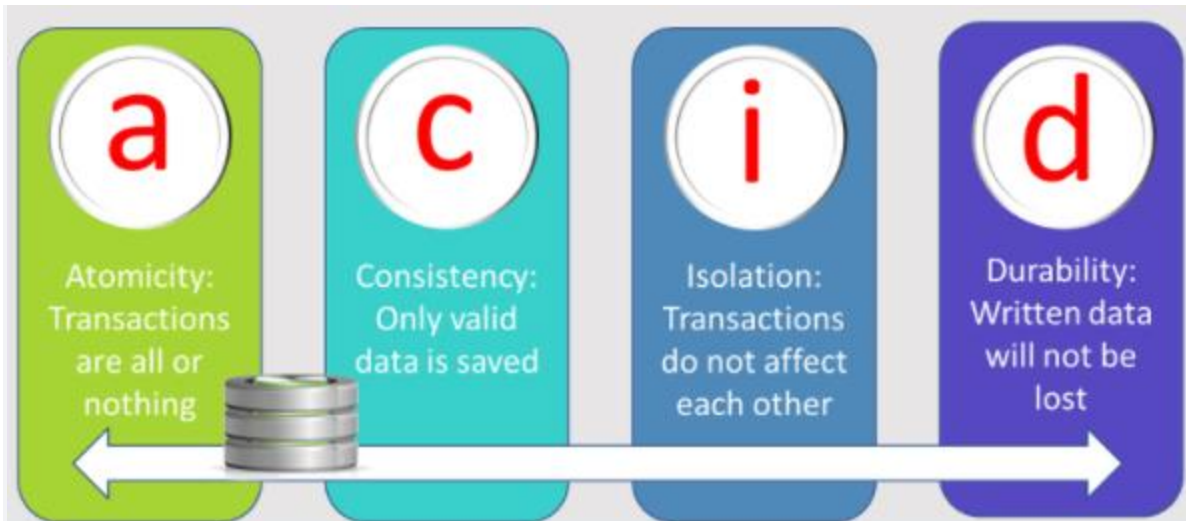 a
Atomicity:
Transactions
are all or
nothing
c
Consistency:
Only valid
data is saved
i
Isolation:
Transactions
do not affect
each other
d
Durability:
Written data
will not be
lost